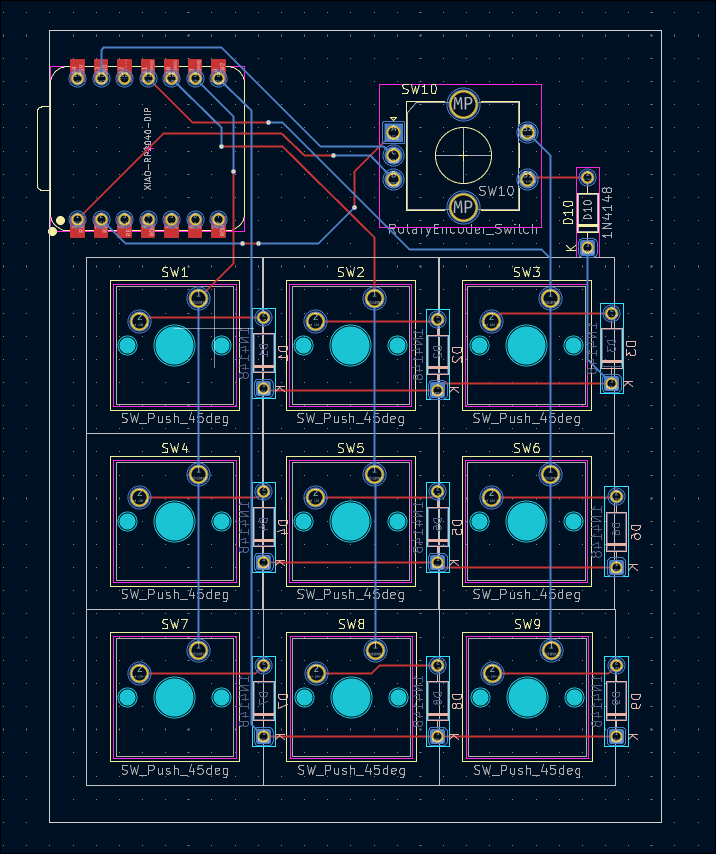 SW10
MP
XIAO-RP2040-DIP
SW10
MP
D10
D10
1N4148
RotaryEncoder_Switch
K
SW1
SW2
SW3
1
1
1
2
2
2
1N4148
D1
1N4148
D2
1N4148
D3
K
K
K
SW_Push_45deg
SW_Push_45deg
SW_Push_45deg
SW4
SW5
SW6
1
1
1
2
2
2
1N4148
D4
1N4148
D5
1N4148
D6
K
K
K
SW_Push_45deg
SW_Push_45deg
SW_Push_45deg
SW7
SW8
SW9
1
1
1
2
2
2
1N4148
D7
1N4148
D8
1N4148
D9
K
K
K
SW_Push_45deg
SW_Push_45deg
SW_Push_45deg